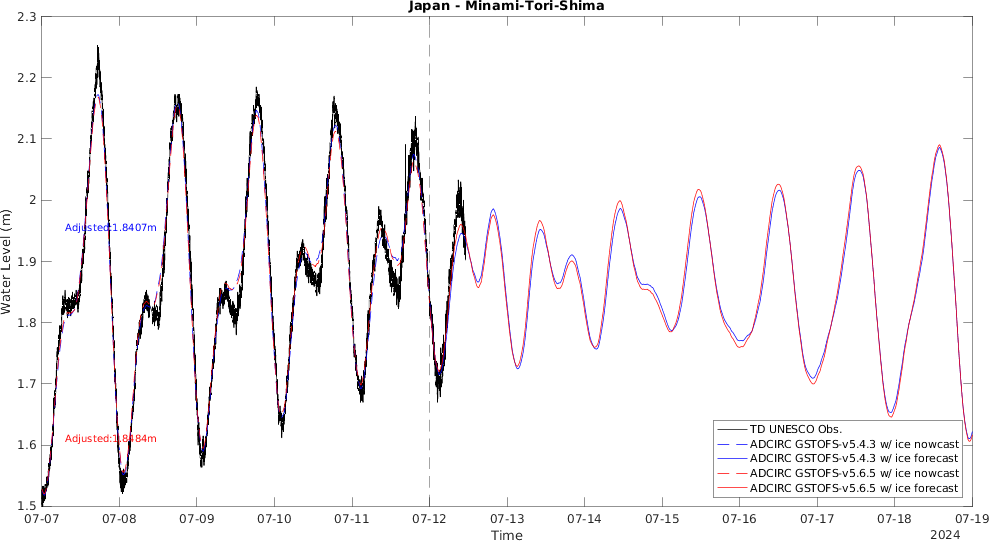 Japan - Minami-Tori-Shima
2.3
2.2
2.1
2
1.9
1.8
1.7
1.6
1.5
Water Level (m)
Adjusted:1.8407m
Adjusted:1.8484m
TD UNESCO Obs.
ADCIRC GSTOFS-v5.4.3 w/ ice nowcast
ADCIRC GSTOFS-v5.4.3 w/ ice forecast
ADCIRC GSTOFS-v5.6.5 w/ ice nowcast
ADCIRC GSTOFS-v5.6.5 w/ ice forecast
07-07 07-08 07-09 07-10 07-11 07-12 07-13 07-14 07-15 07-16 07-17 07-18 07-19
Time
2024